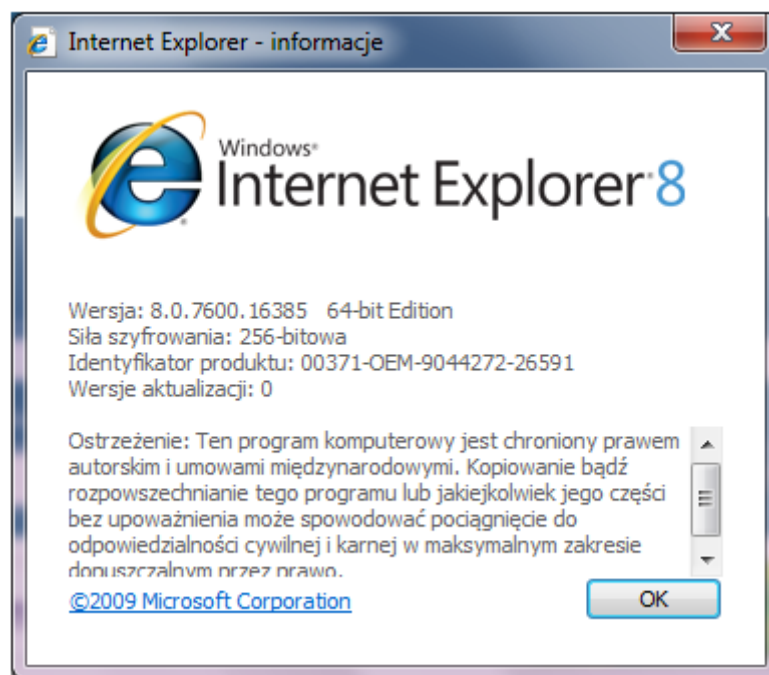 Internet Explorer - informacje
Windows®
Internet Explorer®8
Wersja: 8.0.7600.16385 64-bit Edition
Siła szyfrowania: 256-bitowa
Identyfikator produktu: 00371-OEM-9044272-26591
Wersje aktualizacji: 0
Ostrzeżenie: Ten program komputerowy jest chroniony prawem
autorskim i umowami międzynarodowymi. Kopiowanie bądź
rozpowszechnianie tego programu lub jakiejkolwiek jego części
bez upoważnienia może spowodować pociągnięcie do
odpowiedzialności cywilnej i karnej w maksymalnym zakresie
dopuszczalnym przez prawo.
©2009 Microsoft Corporation
OK